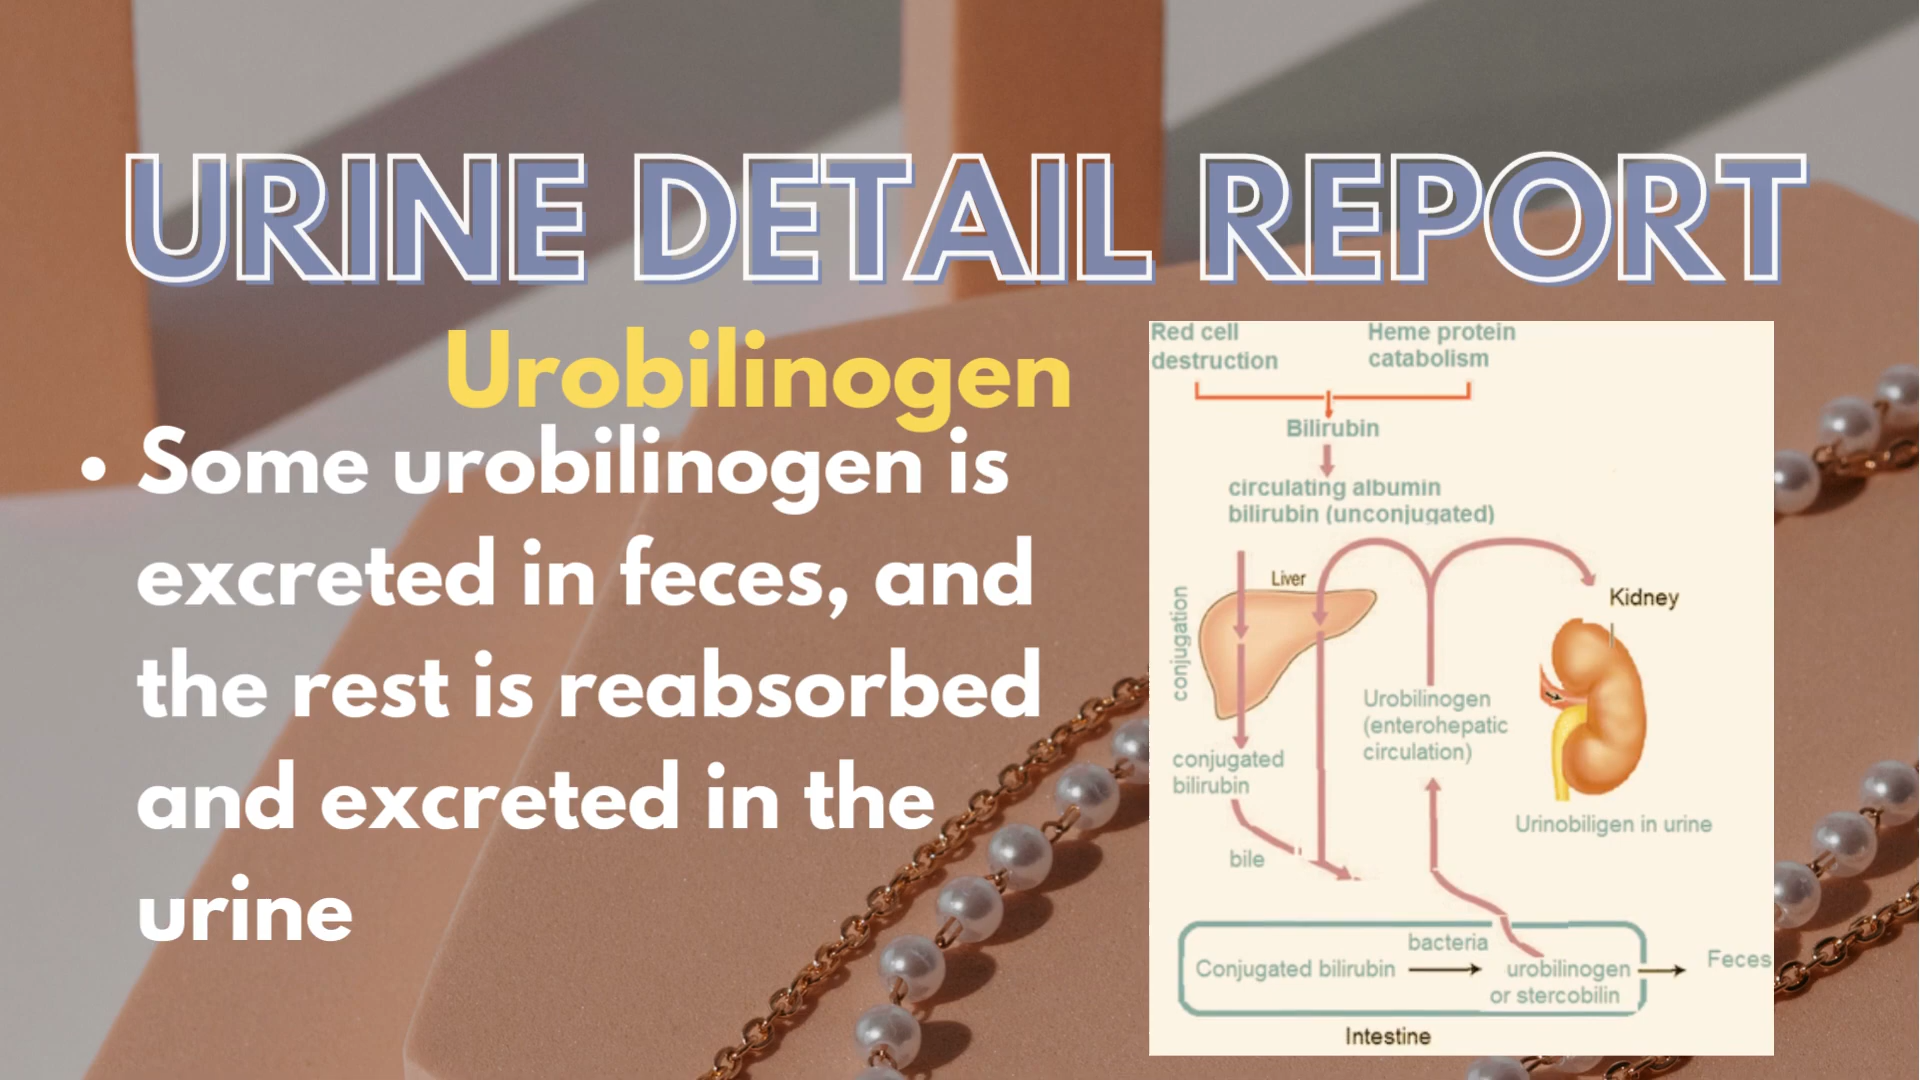 URINE DETAIL REPORT
Urobilinogen
• Some urobilinogen is
excreted in feces, and
the rest is reabsorbed
and excreted in the
urine
Red cell
destruction
Heme protein
catabolism
Bilirubin
circulating albumin
bilirubin (unconjugated)
Liver
conjugation
Kidney
Urobilinogen
(enterohepatic
circulation)
conjugated
bilirubin
Urinobiligen in urine
bile
bacteria
Conjugated bilirubin
urobilinogen
or stercobilin
Feces
Intestine